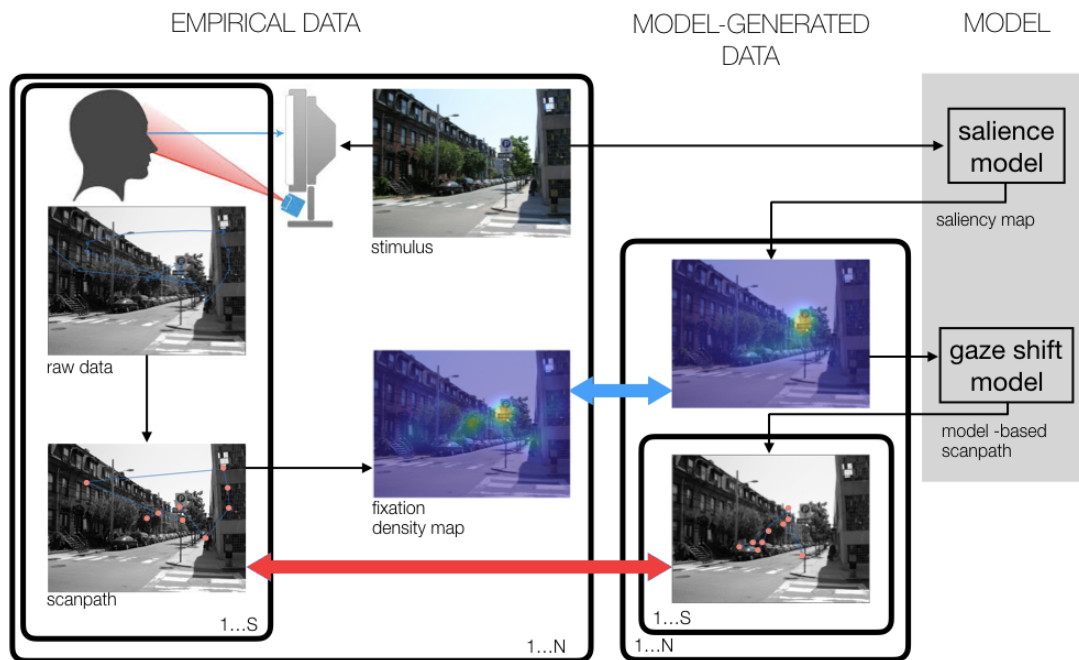 EMPIRICAL DATA
MODEL-GENERATED
DATA
MODEL
salience
model
saliency map
stimulus
raw data
gaze shift
model
model -based
scanpath
fixation
density map
scanpath
1...S
1...N
1...S
1...N